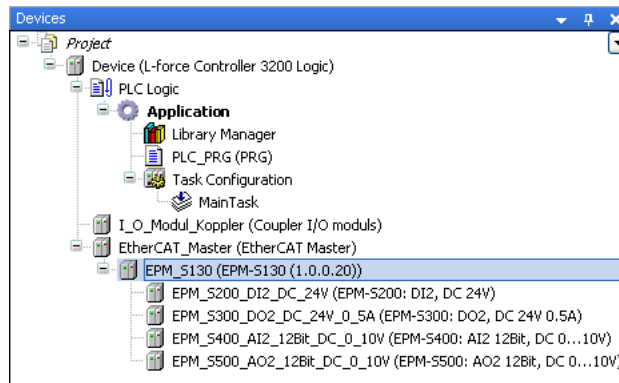 Devices
Project
Device (L-force Controller 3200 Logic)
PLC Logic
Application
Library Manager
PLC_PRG (PRG)
Task Configuration
MainTask
I_O_Modul_Koppler (Coupler I/O moduls)
EtherCAT_Master (EtherCAT Master)
EPM_S130 (EPM-S130 (1.0.0.20))
EPM_S200_DI2_DC_24V (EPM-S200: DI2, DC 24V)
EPM_S300_DO2_DC_24V_0_5A (EPM-S300: DO2, DC 24V 0.5A)
EPM_S400_AI2_12Bit_DC_0_10V (EPM-S400: AI2 12Bit, DC 0...10V)
EPM_S500_AO2_12Bit_DC_0_10V (EPM-S500: AO2 12Bit, DC 0...10V)